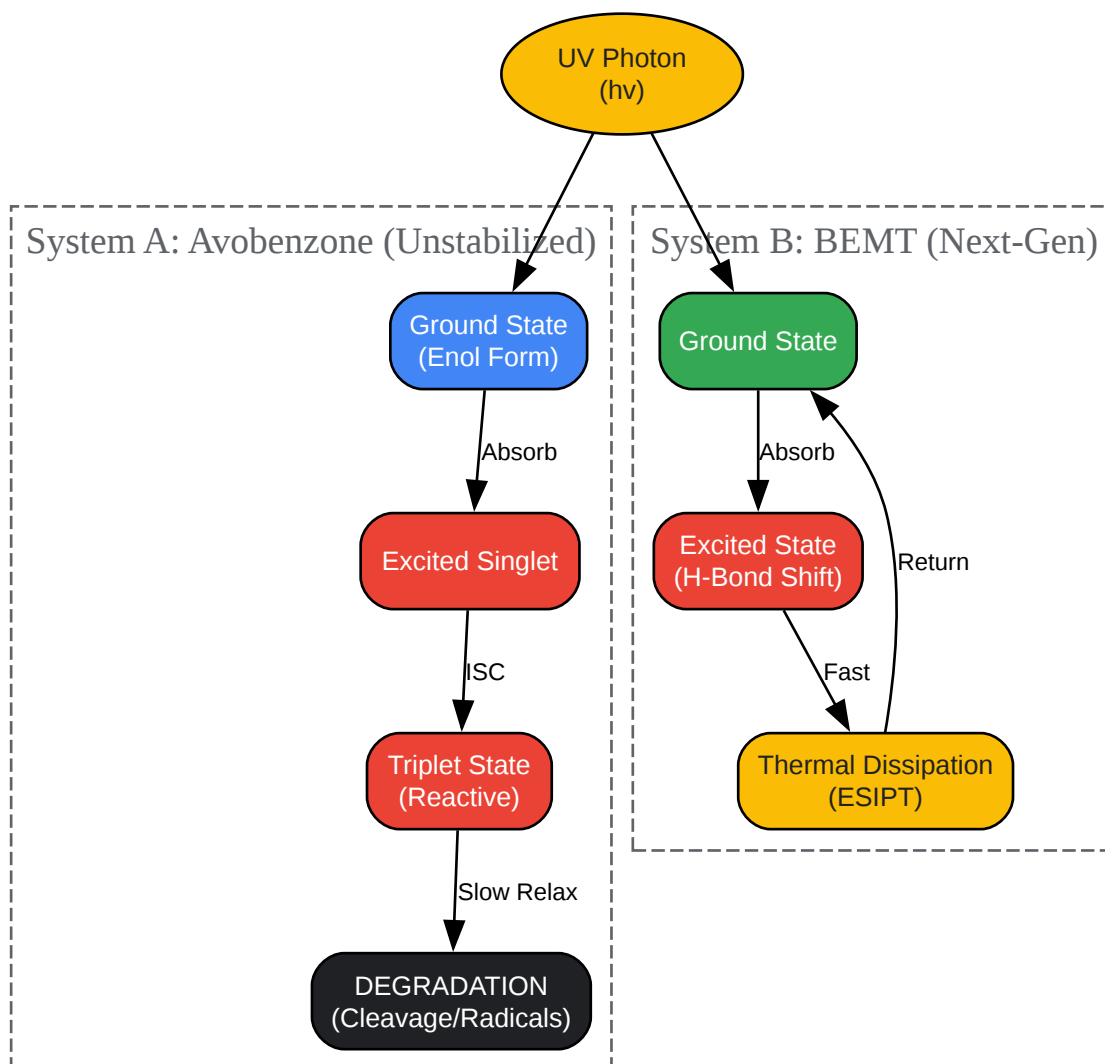 UV Photon
(hv)
System A: Avobenzone (Unstabilized)
Ground State
(Enol Form)
Absorb
Excited Singlet
ISC
Triplet State
(Reactive)
Slow Relax
DEGRADATION
(Cleavage/Radicals)
System B: BEMT (Next-Gen)
Ground State
Absorb
Excited State
(H-Bond Shift)
Return
Fast
Thermal Dissipation
(ESIPT)